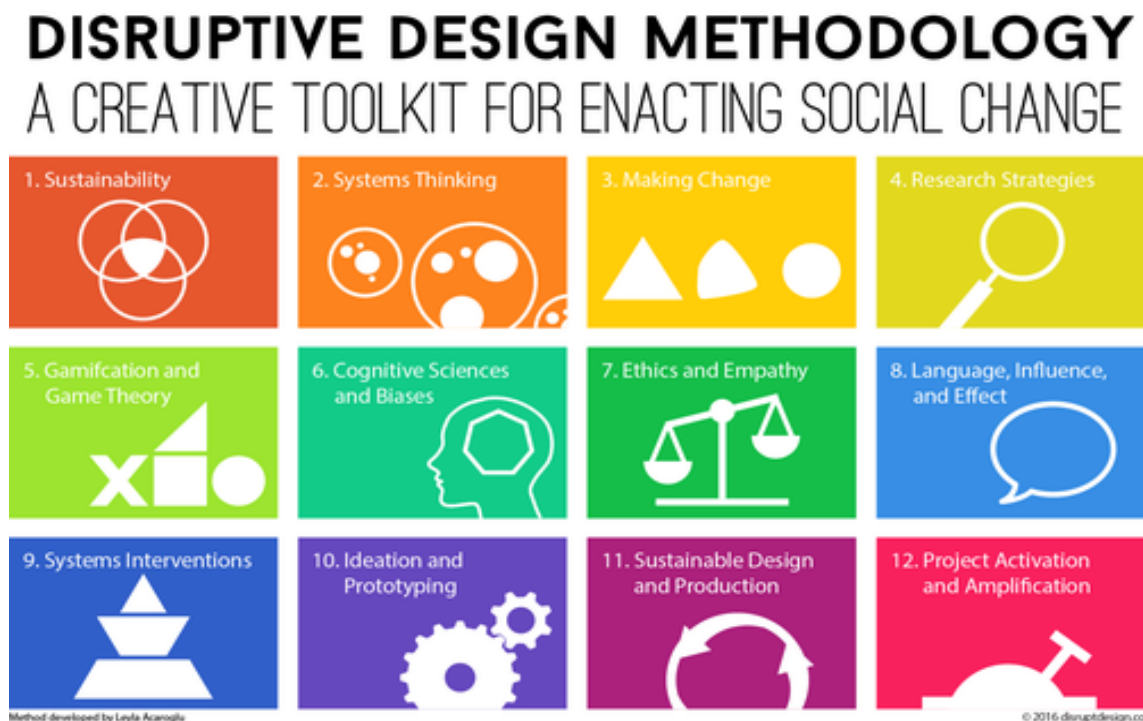 DISRUPTIVE DESIGN METHODOLOGY
A CREATIVE TOOLKIT FOR ENACTING SOCIAL CHANGE
1. Sustainability
2. Systems Thinking
3. Making Change
4. Research Strategies
5. Gamifcation and
Game Theory
6. Cognitive Sciences
and Biases
7. Ethics and Empathy
8. Language, Influence,
and Effect
9. Systems Interventions
10. Ideation and
Prototyping
11. Sustainable Design
and Production
12. Project Activation
and Amplification
Method developed by Leyla Acaroglu
© 2016 disruptdesign.co